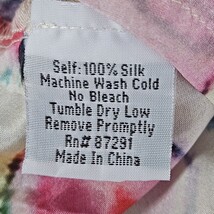 Self: 100% Silk
Machine Wash Cold
No Bleach
Tumble Dry Low
Remove Promptly
Rn# 87291
Made In China